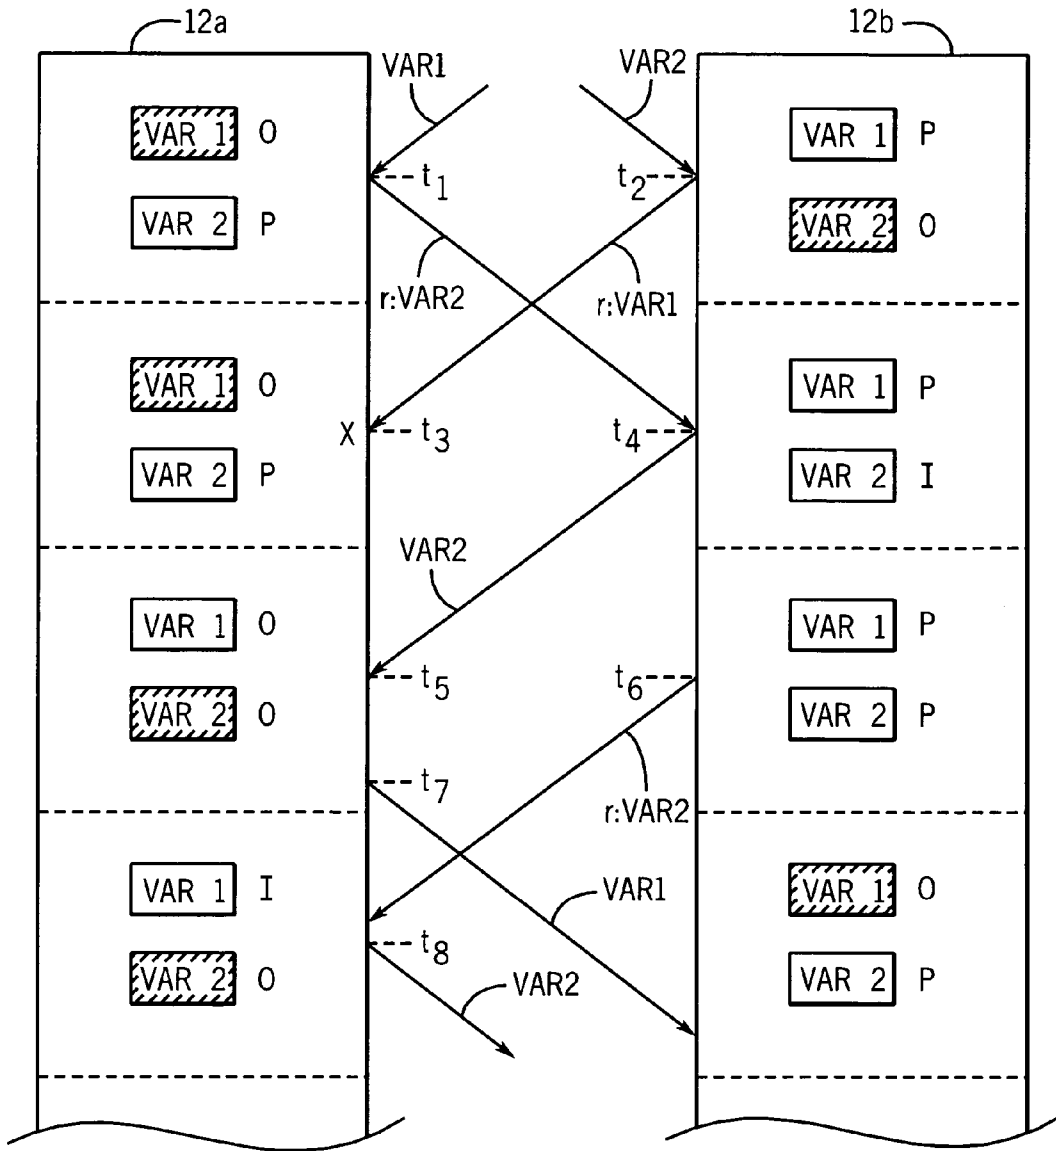 12a
12b
VAR1
VAR2
VAR 1 O
VAR 1 P
t1
t2
VAR 2 P
VAR 2 O
r:VAR2
r:VAR1
VAR 1 O
VAR 1 P
X
t3
t4
VAR 2 P
VAR 2 I
VAR2
VAR 1 O
VAR 1 P
t5
t6
VAR 2 O
VAR 2 P
t7
r:VAR2
VAR 1 I
VAR1
VAR 1 O
t8
VAR 2 O
VAR2
VAR 2 P